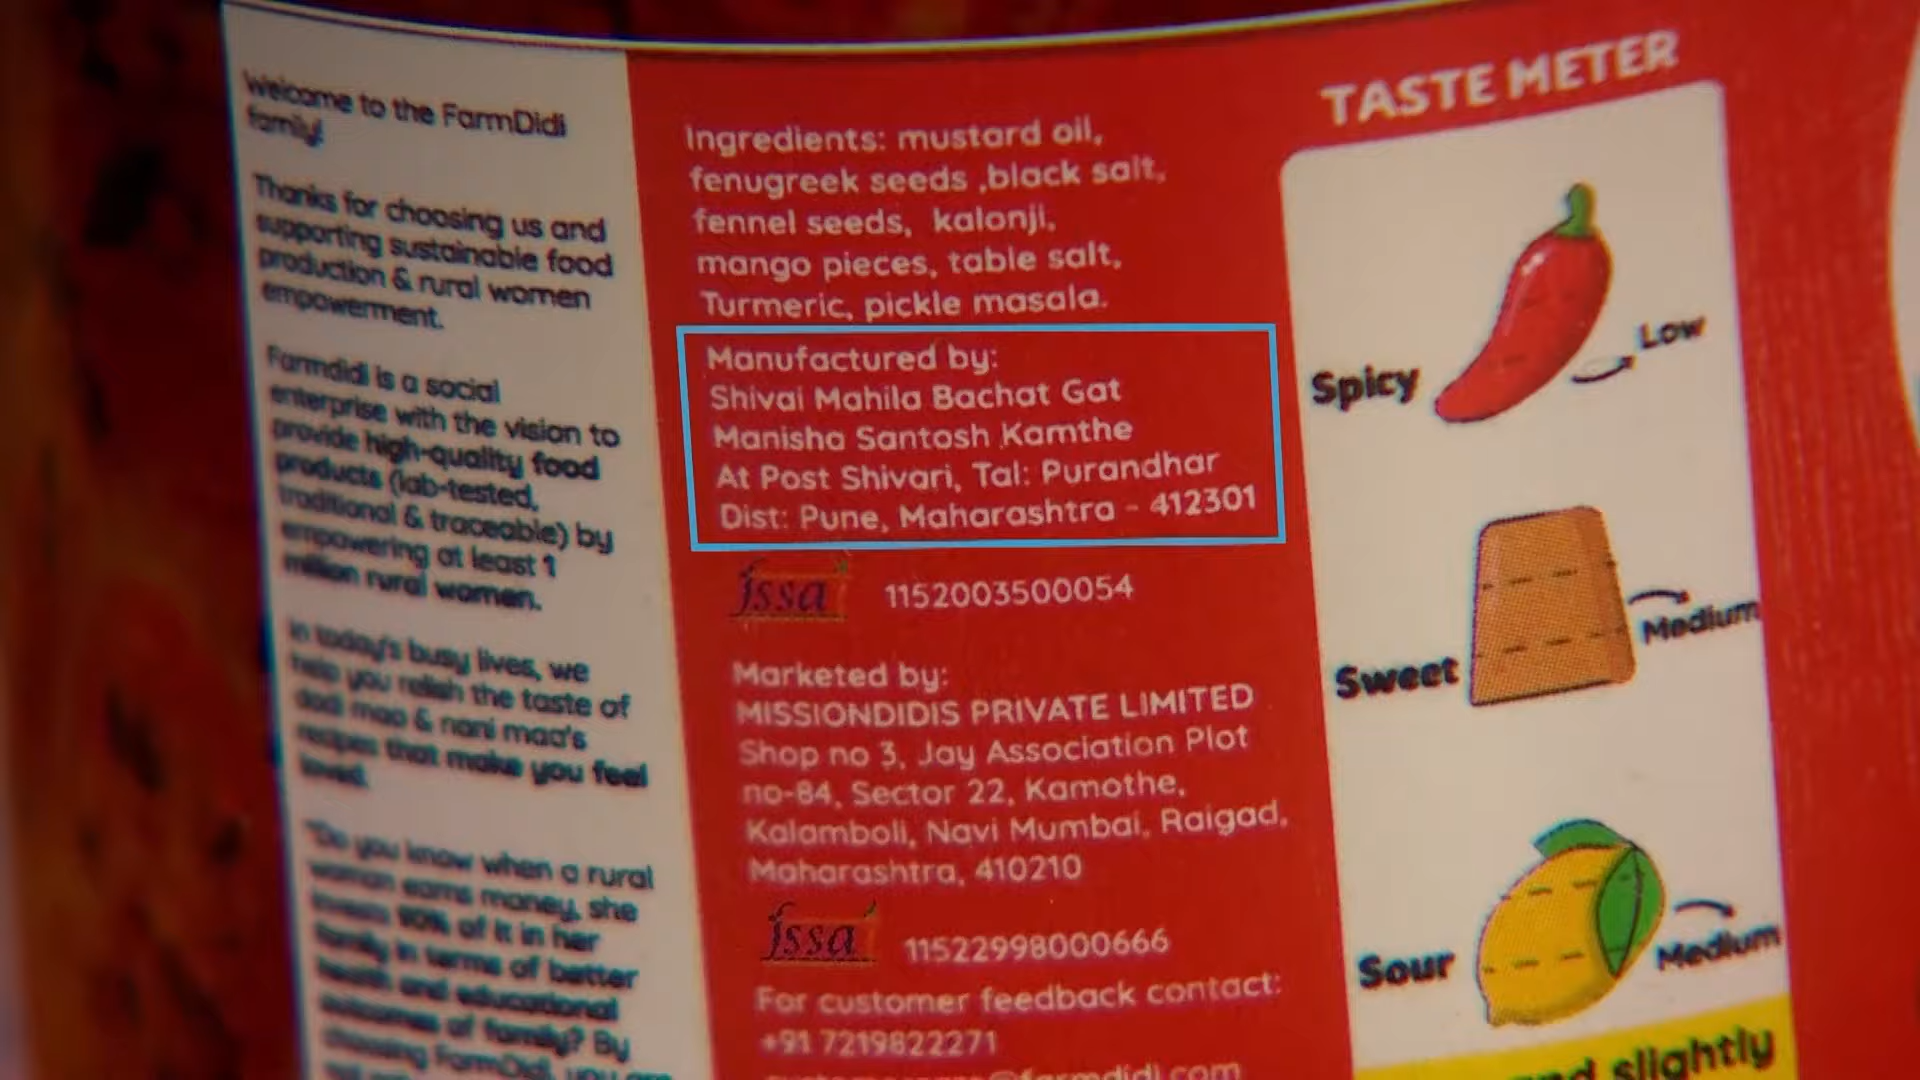 Welcome to the FarmDidi
family!
Thanks for choosing us and
supporting sustainable food
production & rural women
empowerment.
Farmdidi is a social
enterprise with the vision to
provide high-quality food
products (lab-tested,
traditional & traceable) by
empowering at least 1
million rural women.
In today's busy lives, we
help you relish the taste of
dadi maa & nani maa's
recipes that make you feel
loved.
"Do you know when a rural
woman earns money, she
invests 90% of it in her
family in terms of better
health and educational
outcomes of family? By
choosing FarmDidi, you are
Ingredients: mustard oil,
fenugreek seeds ,black salt,
fennel seeds, kalonji,
mango pieces, table salt,
Turmeric, pickle masala.
Manufactured by:
Shivai Mahila Bachat Gat
Manisha Santosh Kamthe
At Post Shivari, Tal: Purandhar
Dist: Pune, Maharashtra - 412301
fssai 1152003500054
Marketed by:
MISSIONDIDIS PRIVATE LIMITED
Shop no 3, Jay Association Plot
no-84, Sector 22, Kamothe,
Kalamboli, Navi Mumbai, Raigad,
Maharashtra, 410210
fssai 11522998000666
For customer feedback contact:
+91 7219822271
TASTE METER
Spicy Low
Sweet Medium
Sour Medium
slightly